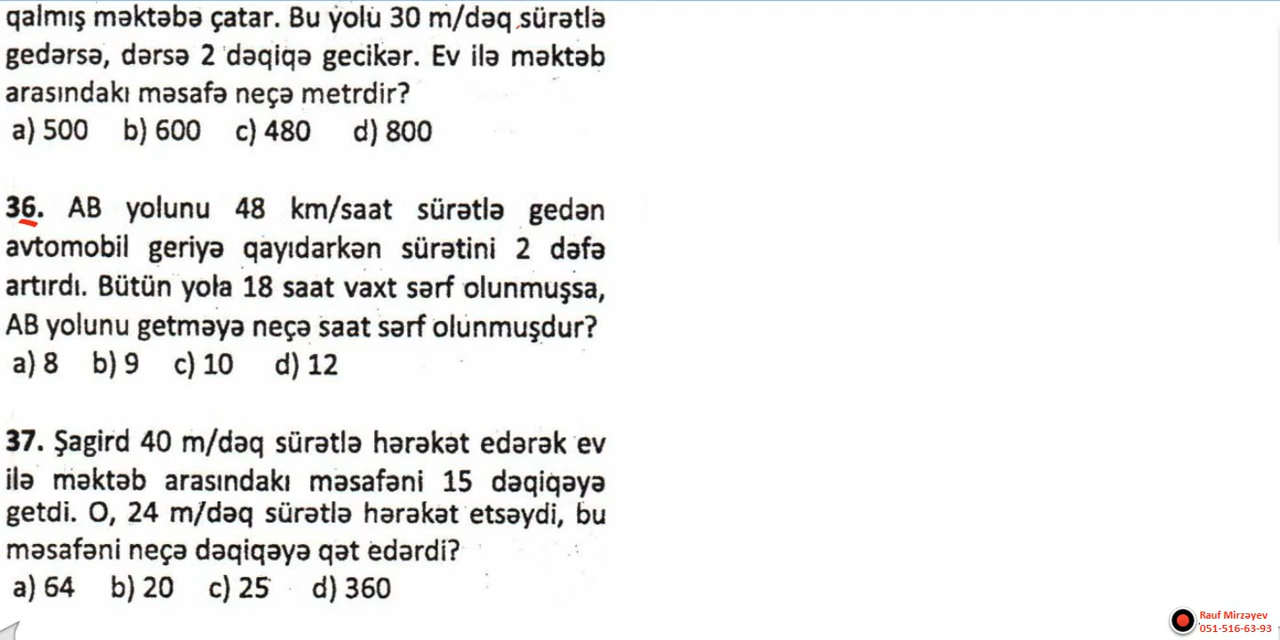 qalmış məktəbə çatar. Bu yolu 30 m/dəq sürətlə
gedərsə, dərsə 2 dəqiqə gecikər. Ev ilə məktəb
arasındakı məsafə neçə metrdir?
a) 500 b) 600 c) 480 d) 800
36. AB yolunu 48 km/saat sürətlə gedən
avtomobil geriyə qayıdarkən sürətini 2 dəfə
artırdı. Bütün yola 18 saat vaxt sərf olunmuşsa,
AB yolunu getməyə neçə saat sərf olunmuşdur?
a) 8 b) 9 c) 10 d) 12
37. Şagird 40 m/dəq sürətlə hərəkət edərək ev
ilə məktəb arasındakı məsafəni 15 dəqiqəyə
getdi. O, 24 m/dəq sürətlə hərəkət etsəydi, bu
məsafəni neçə dəqiqəyə qət edərdi?
a) 64 b) 20 c) 25 d) 360
Rauf Mirzəyev
051-516-63-93